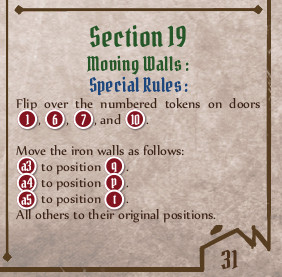 Section 19
Moving Walls:
Special Rules:
Flip over the numbered tokens on doors
1, 6, 7, and 10.
Move the iron walls as follows:
a3 to position q.
a4 to position p.
a5 to position t.
All others to their original positions.
31